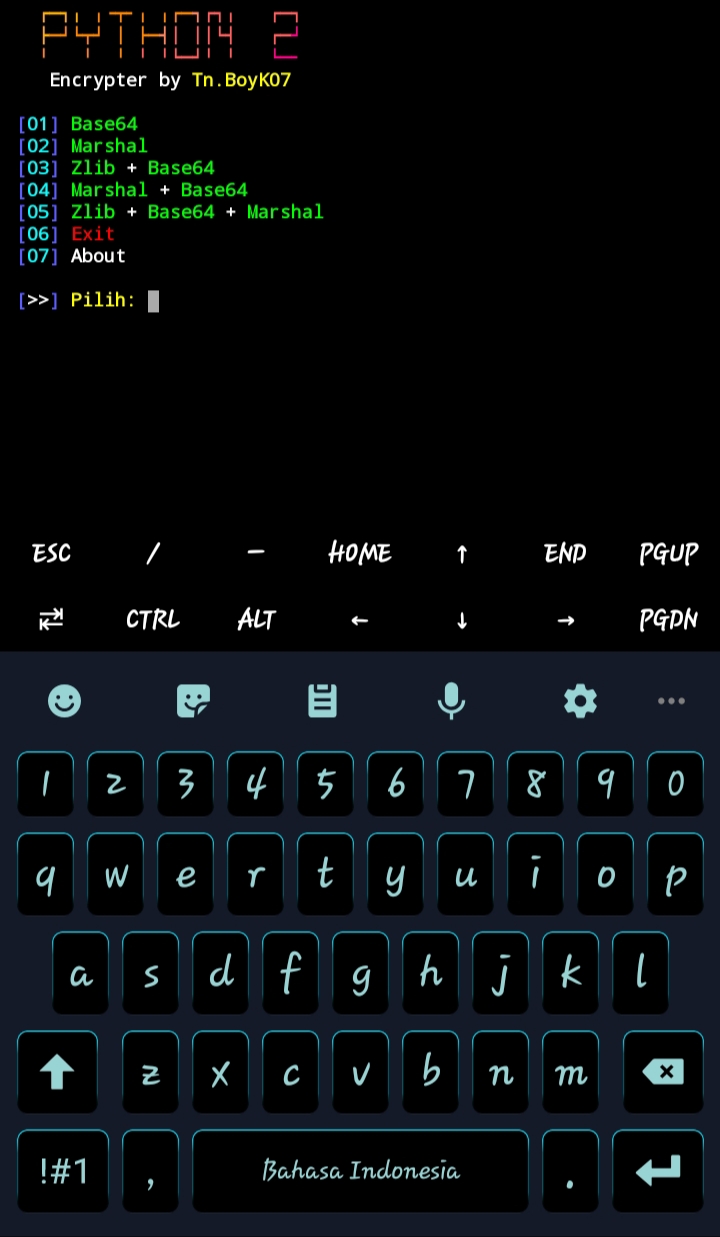 PYTHON 2
Encrypter by Tn.BoyK07
[01] Base64
[02] Marshal
[03] Zlib + Base64
[04] Marshal + Base64
[05] Zlib + Base64 + Marshal
[06] Exit
[07] About
[>>] Pilih:
ESC / — HOME ↑ END PGUP
⇄ CTRL ALT ← ↓ → PGDN
1 2 3 4 5 6 7 8 9 0
q w e r t y u i o p
a s d f g h j k l
z x c v b n m
!#1 , Bahasa Indonesia .